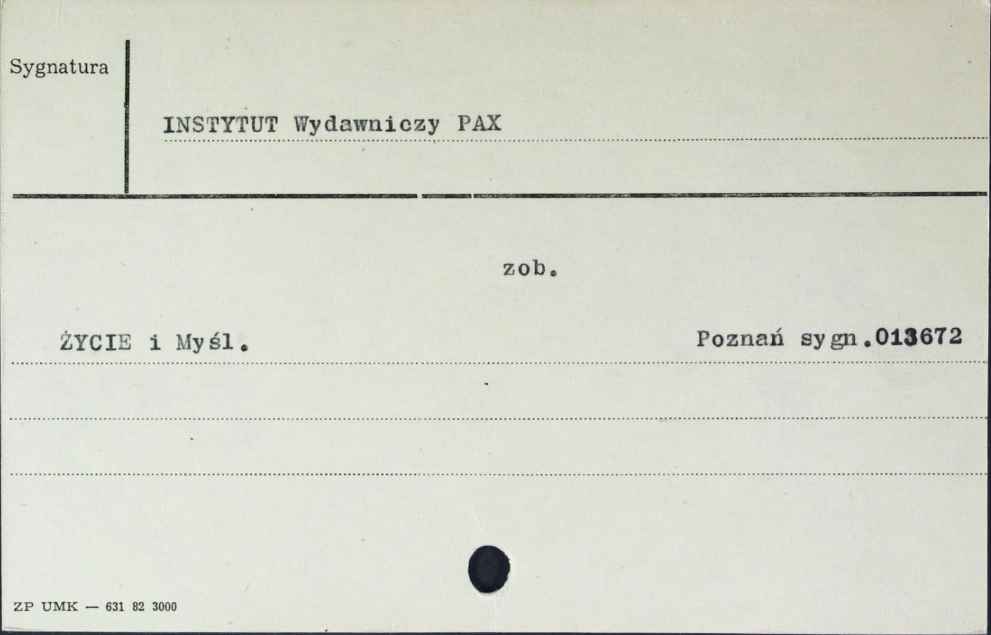 Sygnatura
INSTYTUT Wydawniczy PAX
zob.
ŻYCIE i Myśl. Poznań sygn.013672
ZP UMK — 631 82 3000